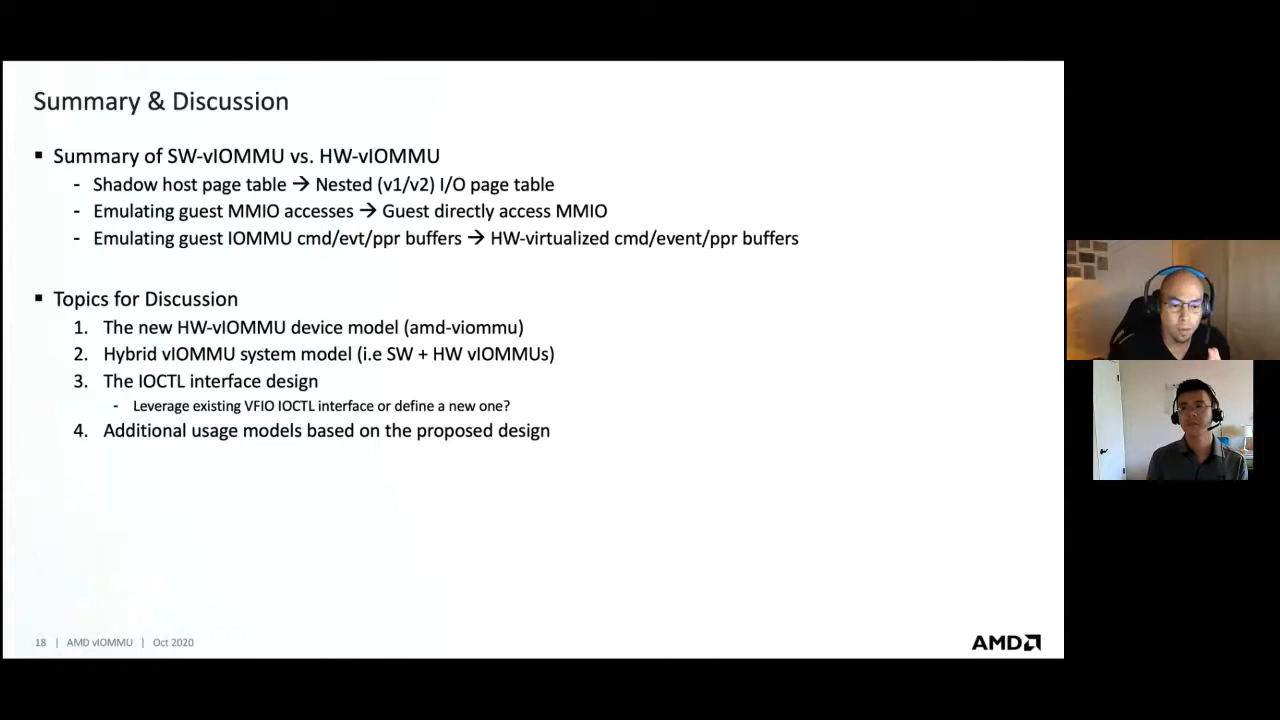 Summary & Discussion
▪ Summary of SW-vIOMMU vs. HW-vIOMMU
- Shadow host page table → Nested (v1/v2) I/O page table
- Emulating guest MMIO accesses → Guest directly access MMIO
- Emulating guest IOMMU cmd/evt/ppr buffers → HW-virtualized cmd/event/ppr buffers
▪ Topics for Discussion
1. The new HW-vIOMMU device model (amd-viommu)
2. Hybrid vIOMMU system model (i.e SW + HW vIOMMUs)
3. The IOCTL interface design
- Leverage existing VFIO IOCTL interface or define a new one?
4. Additional usage models based on the proposed design
18 | AMD vIOMMU | Oct 2020
AMD